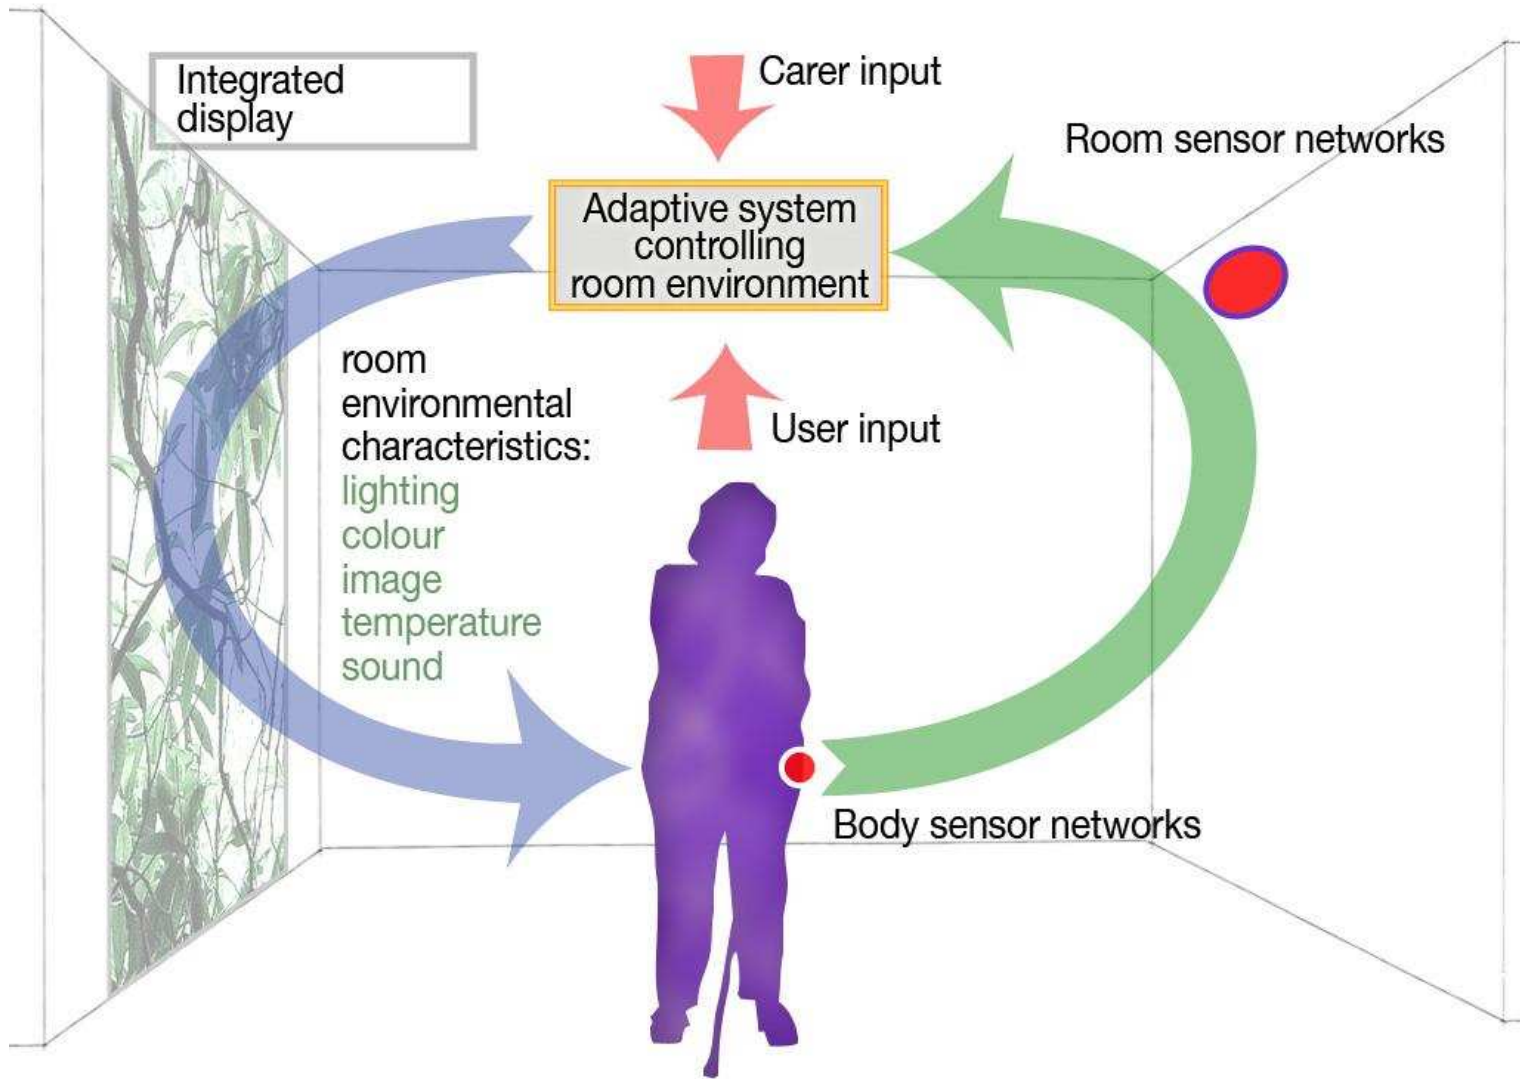 Integrated
display
Carer input
Room sensor networks
Adaptive system
controlling
room environment
room
environmental
characteristics:
lighting
colour
image
temperature
sound
User input
Body sensor networks